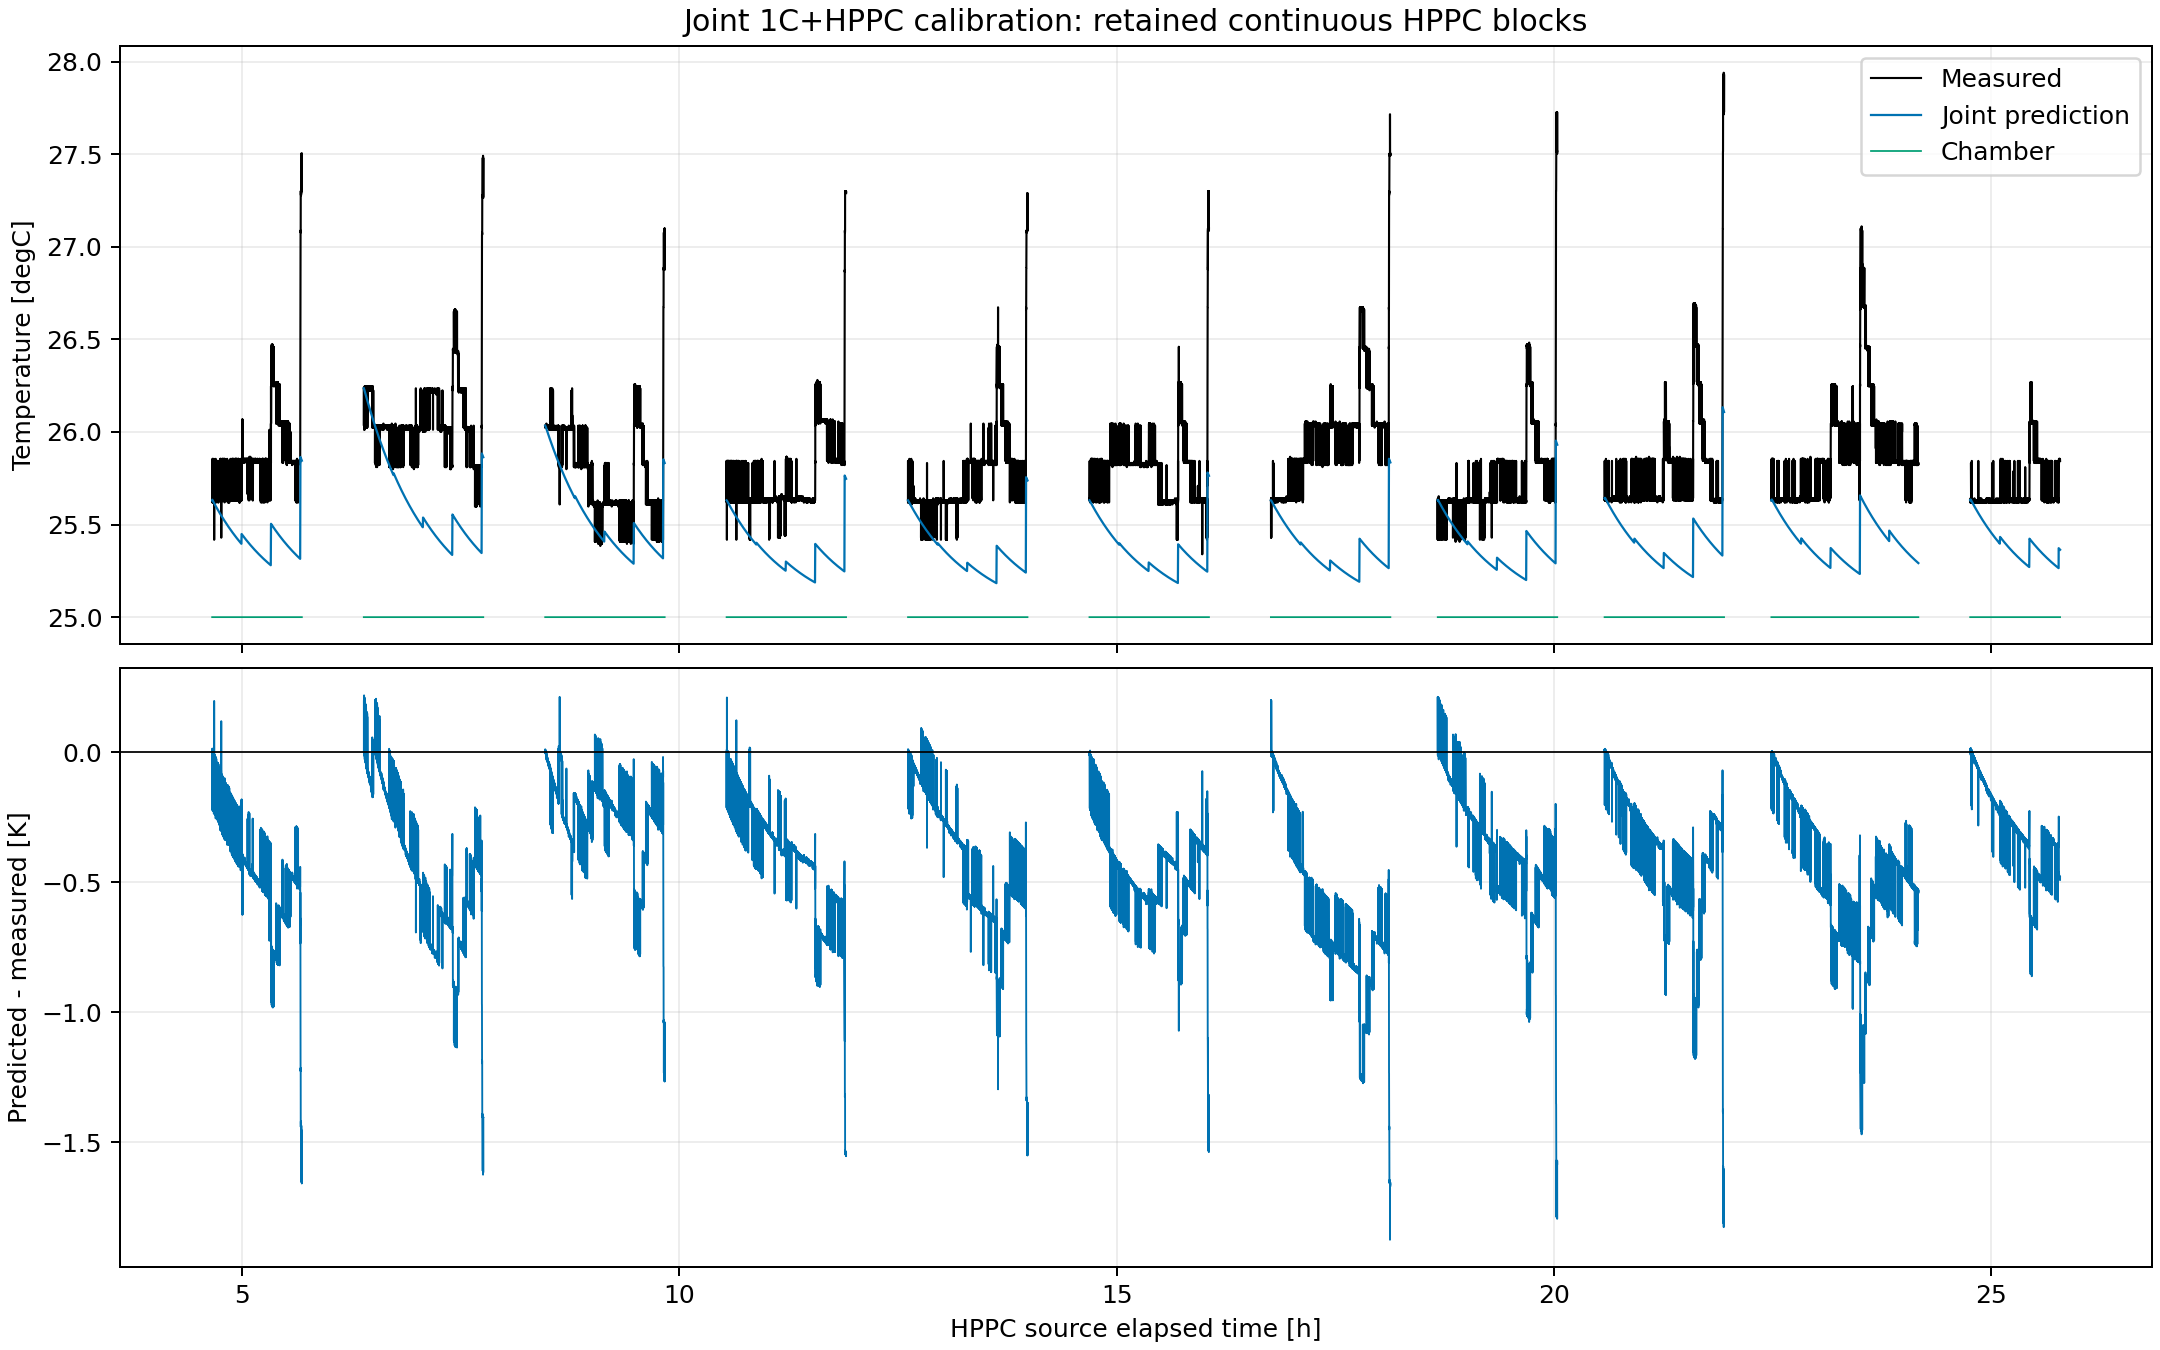 Joint 1C+HPPC calibration: retained continuous HPPC blocks
Temperature [degC]
28.0
27.5
27.0
26.5
26.0
25.5
25.0
Measured
Joint prediction
Chamber
Predicted - measured [K]
0.0
−0.5
−1.0
−1.5
5
10
15
20
25
HPPC source elapsed time [h]